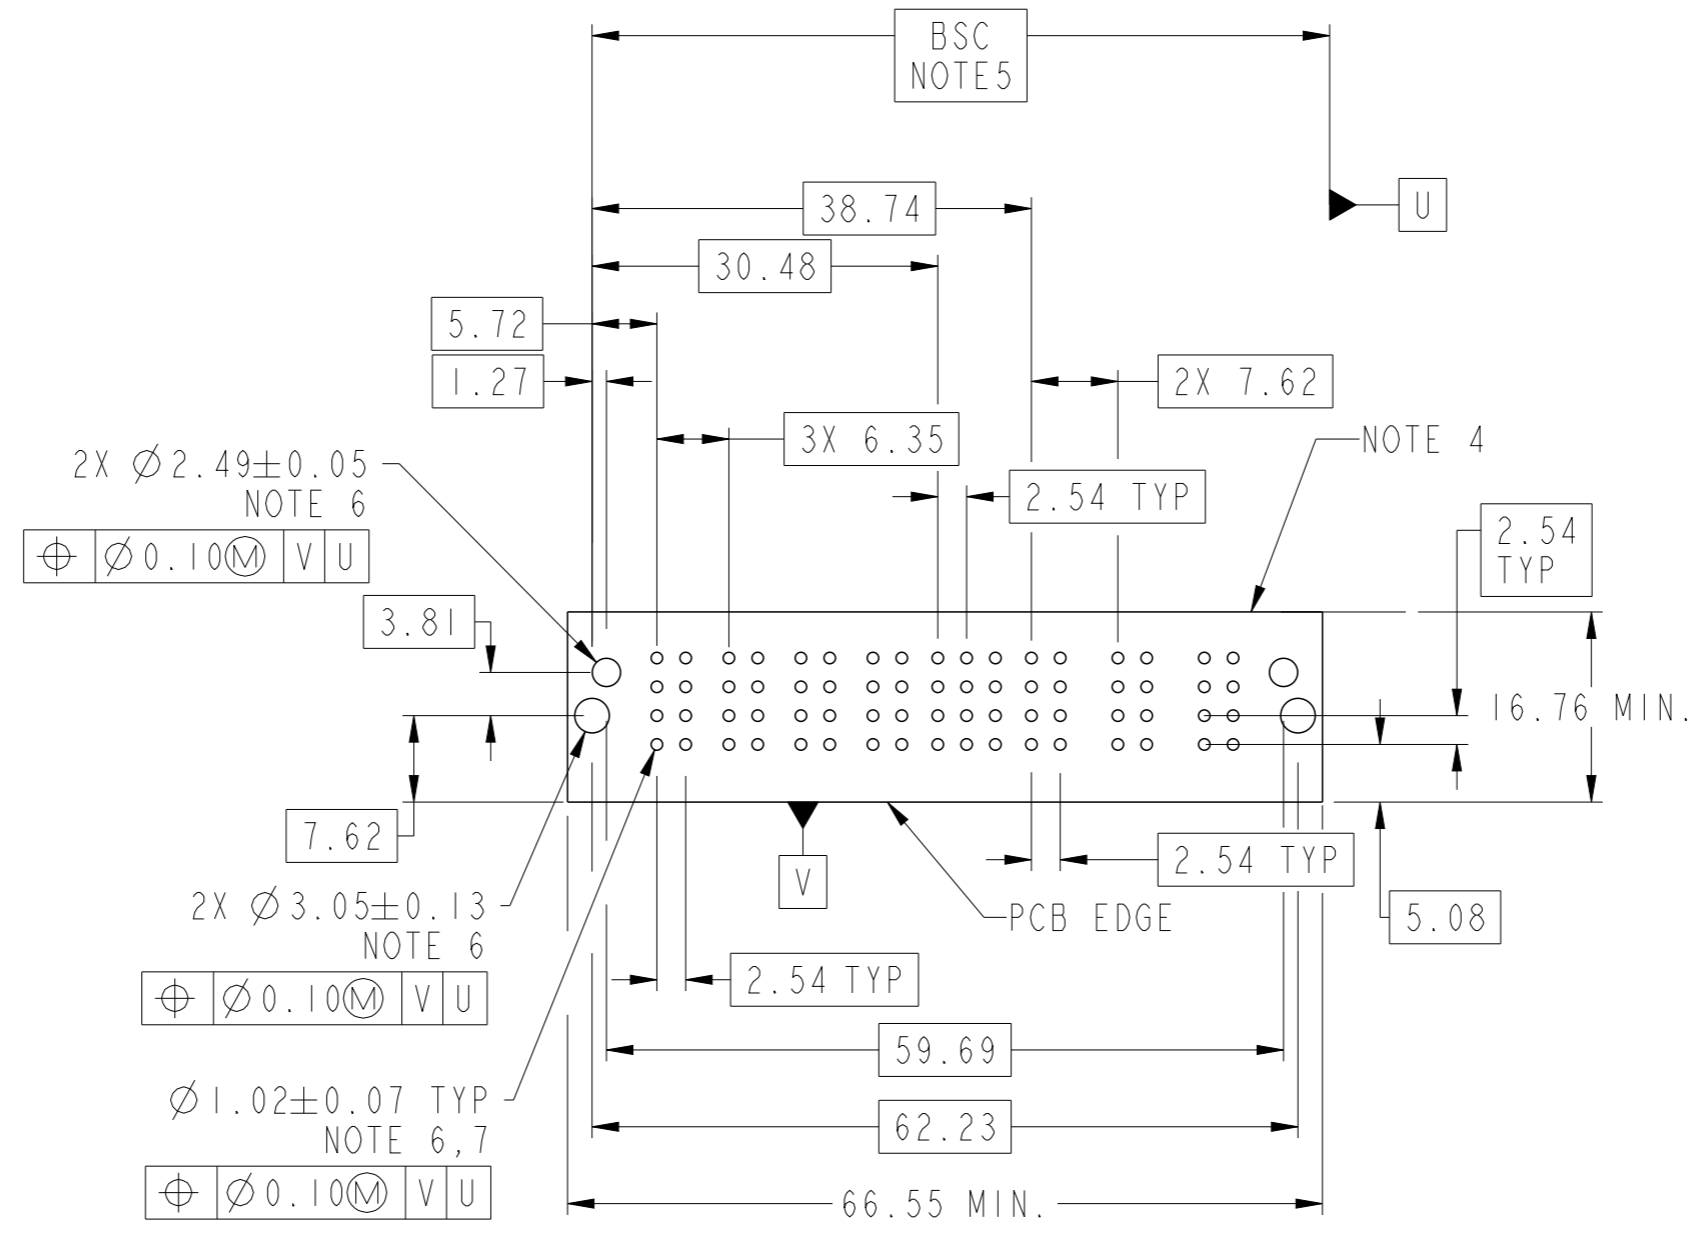 BSC
NOTE5
U
38.74
30.48
5.72
1.27
2X 7.62
3X 6.35
NOTE 4
2X ∅2.49±0.05
NOTE 6
2.54 TYP
2.54
TYP
⌖ ∅0.10Ⓜ V U
3.81
16.76 MIN.
7.62
V
2.54 TYP
2X ∅3.05±0.13
NOTE 6
PCB EDGE
5.08
⌖ ∅0.10Ⓜ V U
2.54 TYP
59.69
∅1.02±0.07 TYP
NOTE 6,7
62.23
⌖ ∅0.10Ⓜ V U
66.55 MIN.